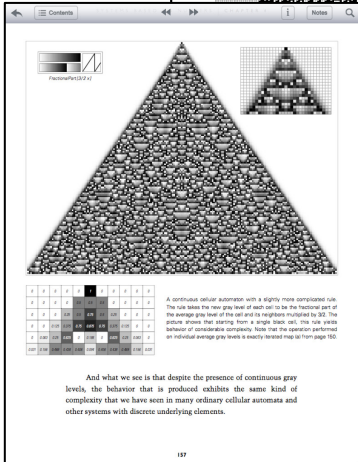 Contents
i
Notes
FractionalPart[3/2 x]
A continuous cellular automaton with a slightly more complicated rule.
The rule takes the new gray level of each cell to be the fractional part of
the average gray level of the cell and its neighbors multiplied by 3/2. The
picture shows that starting from a single black cell, this rule yields
behavior of considerable complexity. Note that the operation performed
on individual average gray levels is exactly iterated map (a) from page 150.
And what we see is that despite the presence of continuous gray
levels, the behavior that is produced exhibits the same kind of
complexity that we have seen in many ordinary cellular automata and
other systems with discrete underlying elements.
157